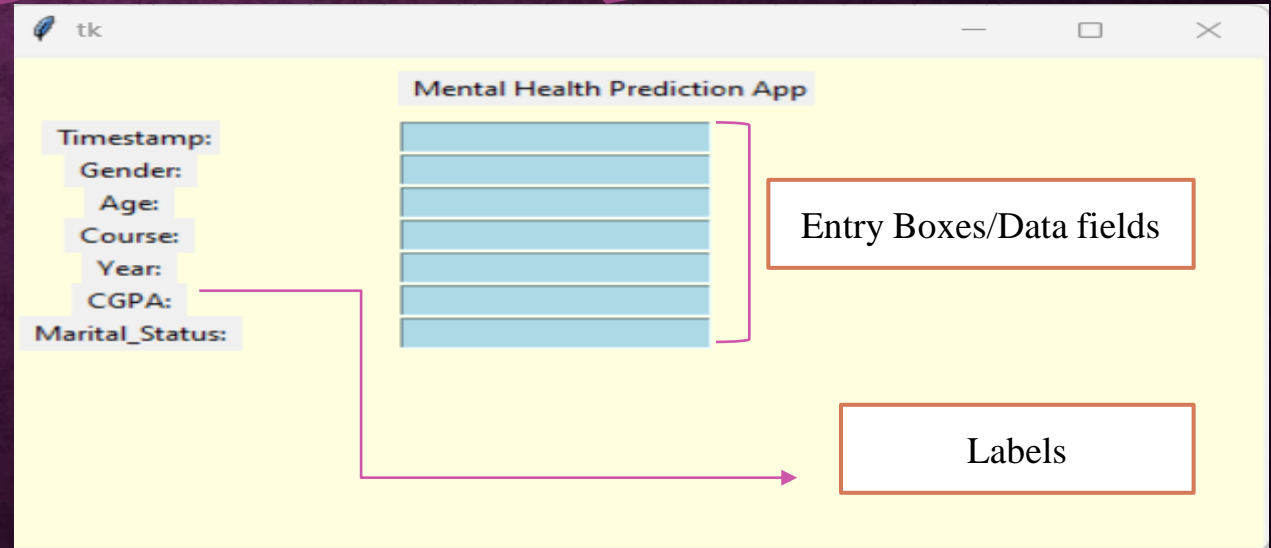 tk
Mental Health Prediction App
Timestamp:
Gender:
Age:
Course:
Year:
CGPA:
Marital_Status:
Entry Boxes/Data fields
Labels